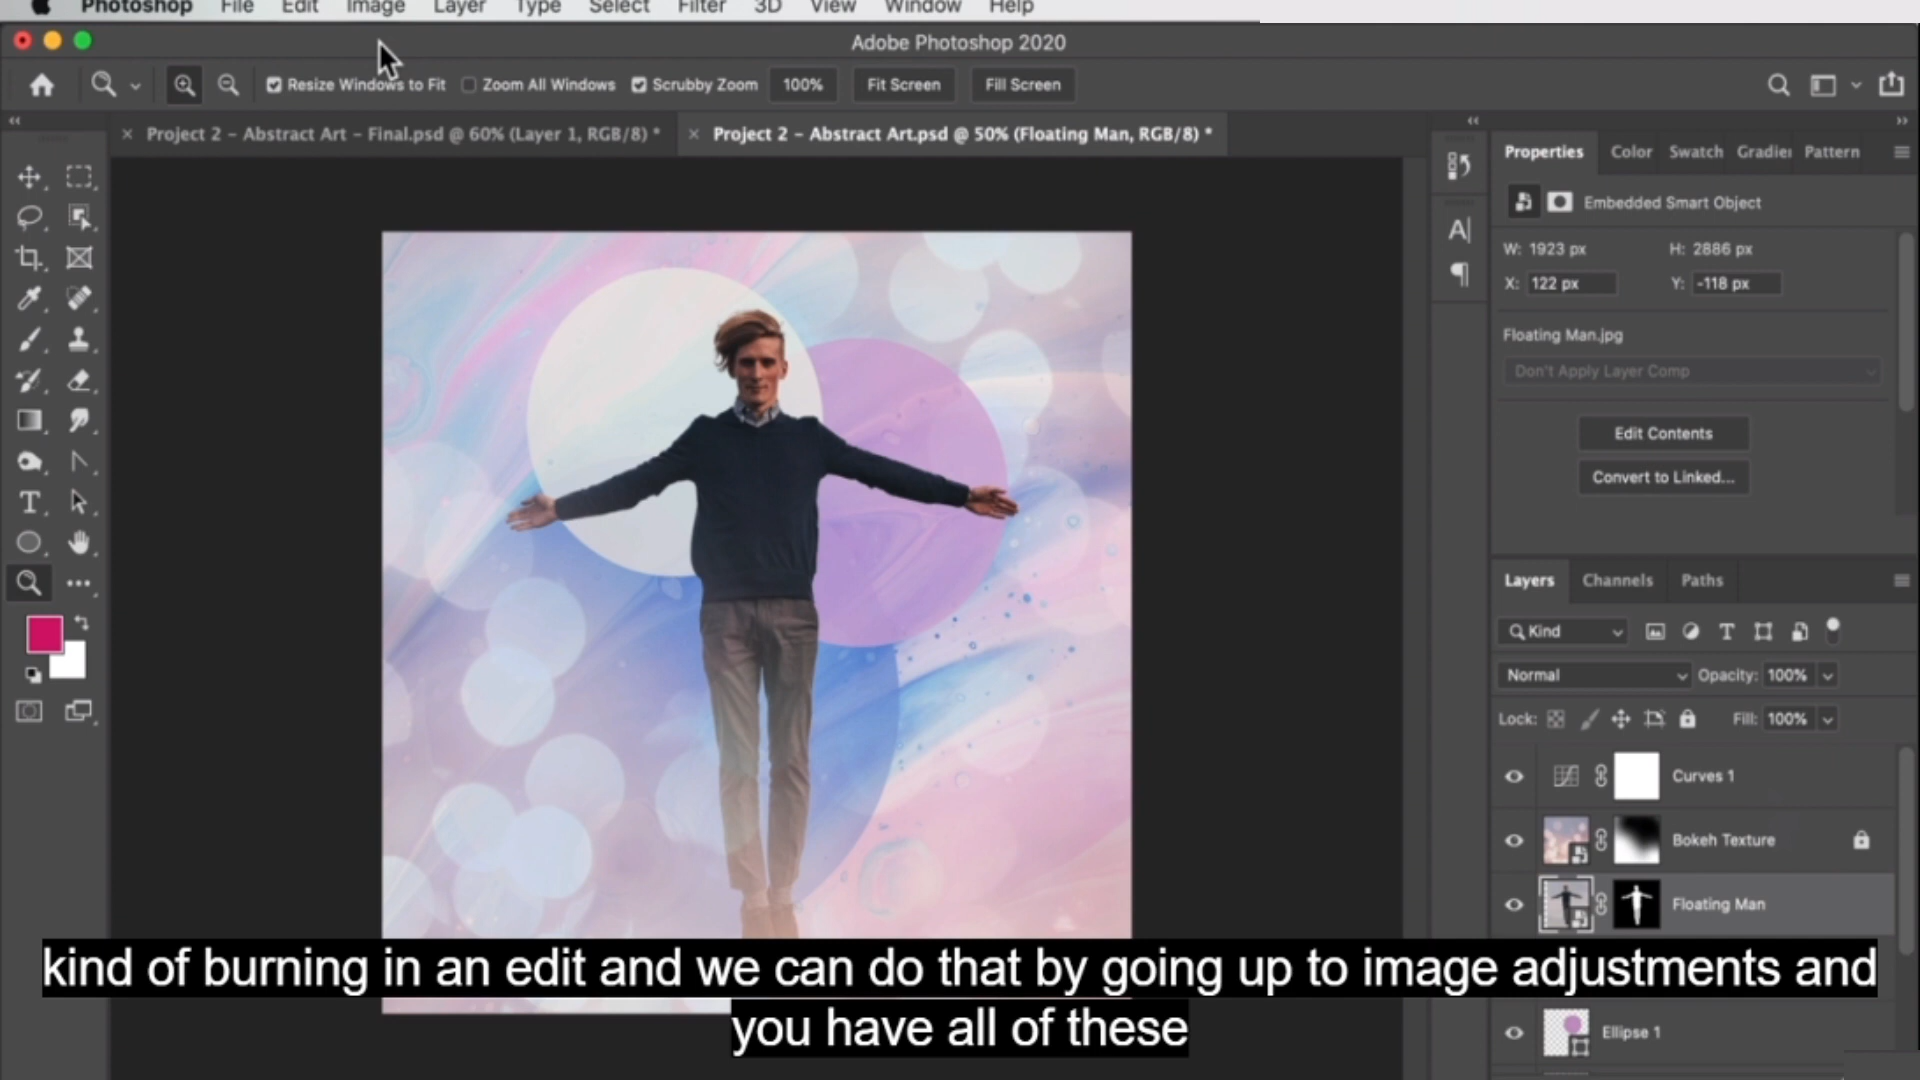 Photoshop File Edit Image Layer Type Select Filter 3D View Window Help
Adobe Photoshop 2020
Resize Windows to Fit Zoom All Windows Scrubby Zoom 100% Fit Screen Fill Screen
Project 2 - Abstract Art - Final.psd @ 60% (Layer 1, RGB/8) *
Project 2 - Abstract Art.psd @ 50% (Floating Man, RGB/8) *
Properties Color Swatch Gradie Pattern
Embedded Smart Object
W: 1923 px H: 2886 px
X: 122 px Y: -118 px
Floating Man.jpg
Don't Apply Layer Comp
Edit Contents
Convert to Linked...
Layers Channels Paths
Kind
Normal Opacity: 100%
Lock: Fill: 100%
Curves 1
Bokeh Texture
Floating Man
kind of burning in an edit and we can do that by going up to image adjustments and
you have all of these
Ellipse 1